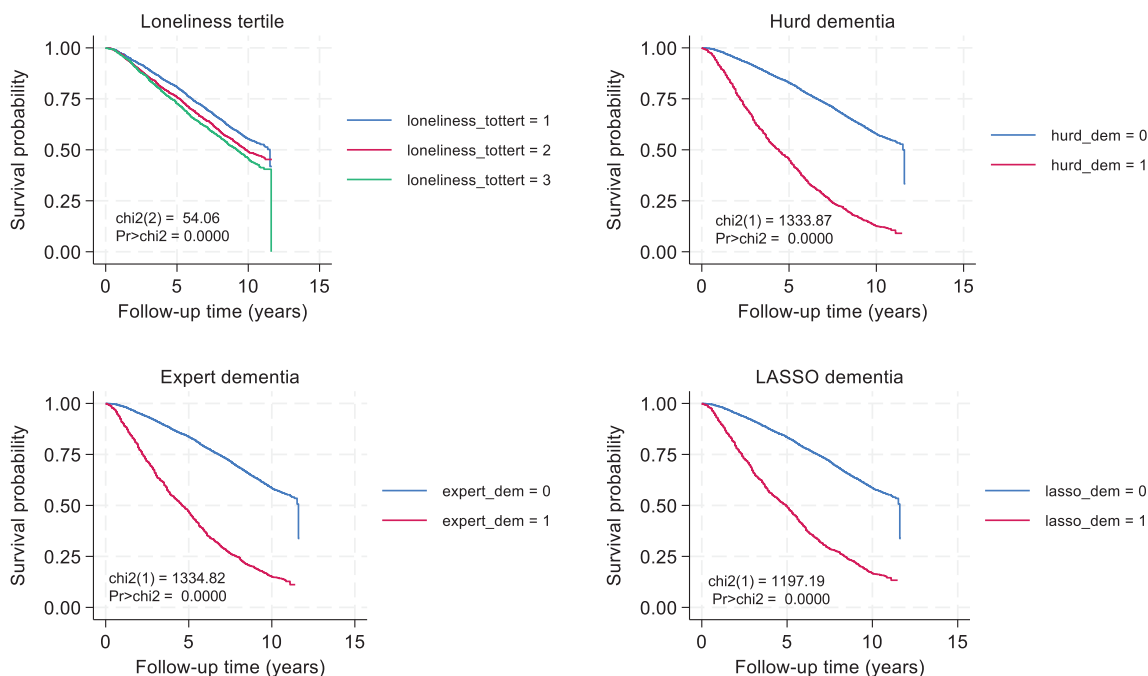 Loneliness tertile
Survival probability
1.00
0.75
0.50
0.25
0.00
chi2(2) = 54.06
Pr>chi2 = 0.0000
0 5 10 15
Follow-up time (years)
loneliness_tottert = 1
loneliness_tottert = 2
loneliness_tottert = 3
Hurd dementia
Survival probability
1.00
0.75
0.50
0.25
0.00
chi2(1) = 1333.87
Pr>chi2 = 0.0000
0 5 10 15
Follow-up time (years)
hurd_dem = 0
hurd_dem = 1
Expert dementia
Survival probability
1.00
0.75
0.50
0.25
0.00
chi2(1) = 1334.82
Pr>chi2 = 0.0000
0 5 10 15
Follow-up time (years)
expert_dem = 0
expert_dem = 1
LASSO dementia
Survival probability
1.00
0.75
0.50
0.25
0.00
chi2(1) = 1197.19
Pr>chi2 = 0.0000
0 5 10 15
Follow-up time (years)
lasso_dem = 0
lasso_dem = 1